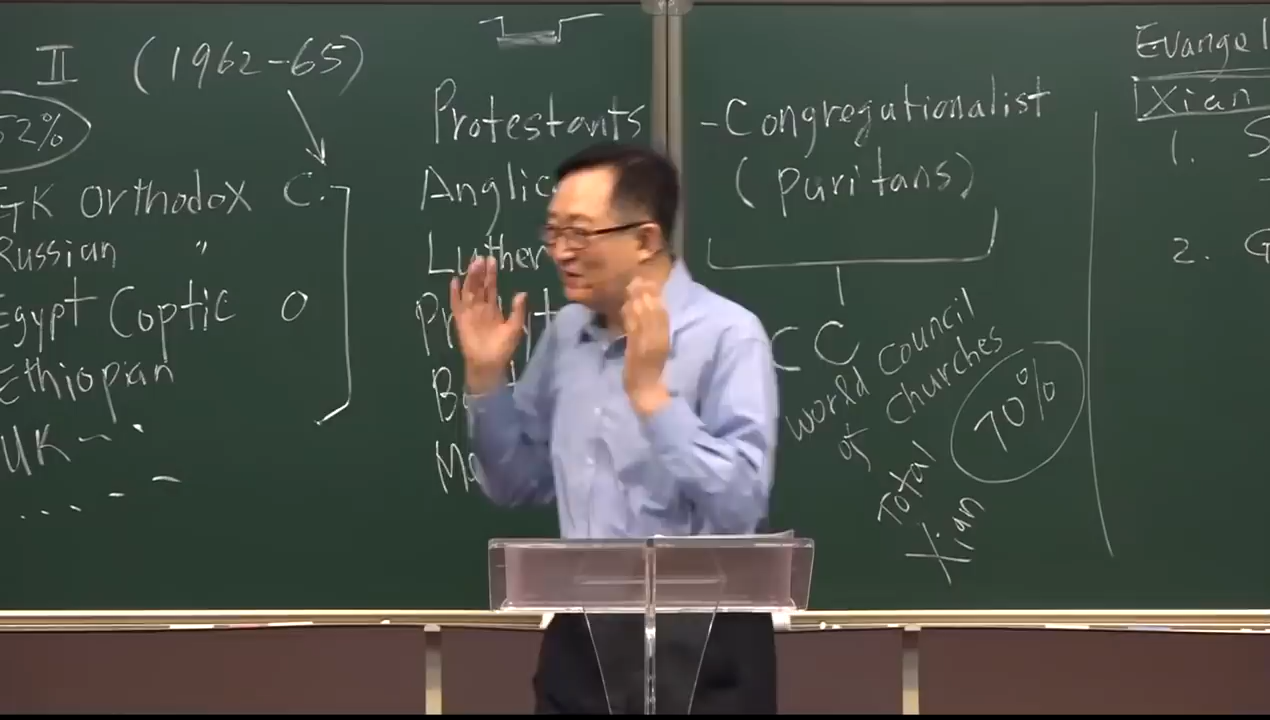 II (1962-65)
52%
GK Orthodox C.
Russian "
Egypt Coptic O
Ethiopian
UK ~
....
Protestants
Anglic
Luther
B
M
-Congregationalist
(Puritans)
CC
World Council
of Churches
70%
Total
Xian
Evangel
Xian
1. S
2. G